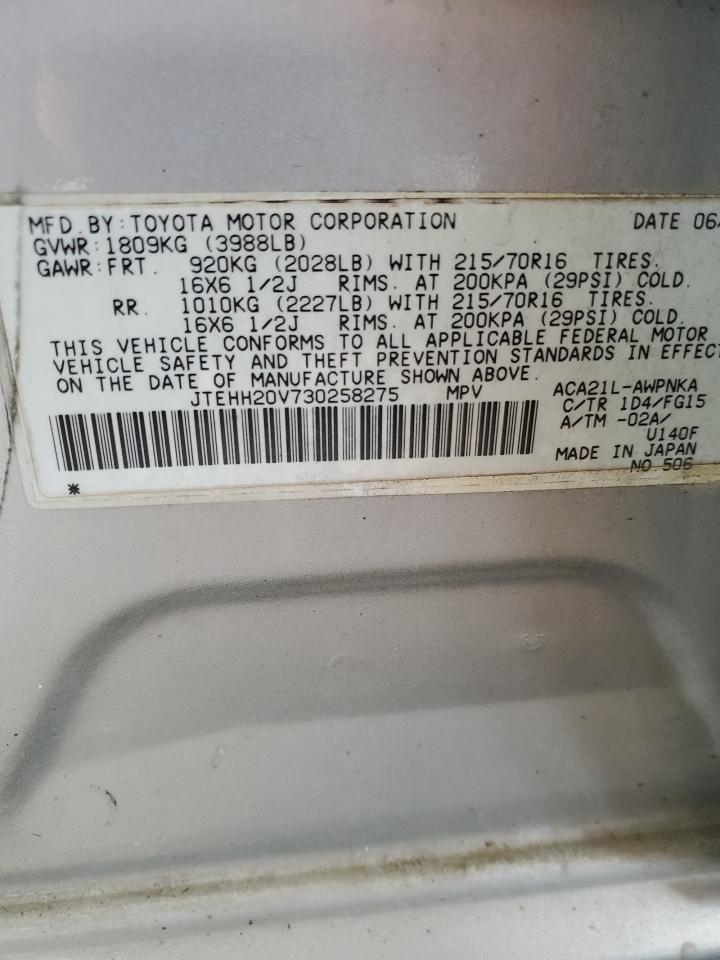 MFD. BY: TOYOTA MOTOR CORPORATION DATE 06
GVWR: 1809KG (3988LB)
GAWR: FRT. 920KG (2028LB) WITH 215/70R16 TIRES.
16X6 1/2J RIMS. AT 200KPA (29PSI) COLD.
RR. 1010KG (2227LB) WITH 215/70R16 TIRES.
16X6 1/2J RIMS. AT 200KPA (29PSI) COLD.
THIS VEHICLE CONFORMS TO ALL APPLICABLE FEDERAL MOTOR
VEHICLE SAFETY AND THEFT PREVENTION STANDARDS IN EFFECT
ON THE DATE OF MANUFACTURE SHOWN ABOVE.
JTEHH20V730258275 MPV
ACA21L-AWPNKA
C/TR 1D4/FG15
A/TM -02A/
U140F
MADE IN JAPAN
NO 506
*